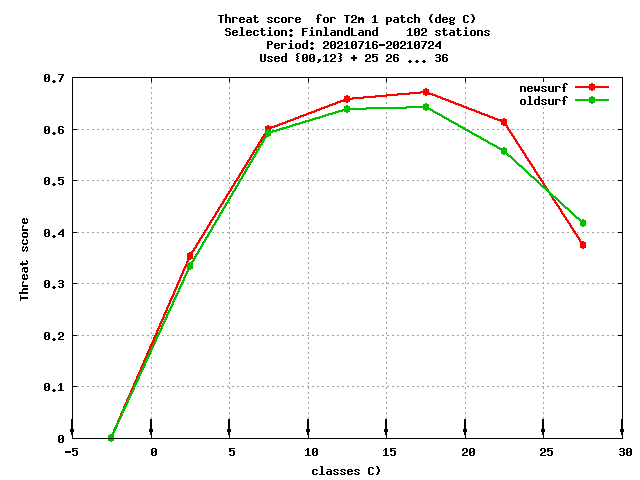 Threat score  for T2m 1 patch (deg C)
Selection: FinlandLand    102 stations
Period: 20210716-20210724
Used {00,12} + 25 26 ... 36
newsurf
oldsurf
0.7
0.6
0.5
0.4
0.3
0.2
0.1
0
Threat score
-5 0 5 10 15 20 25 30
classes C)